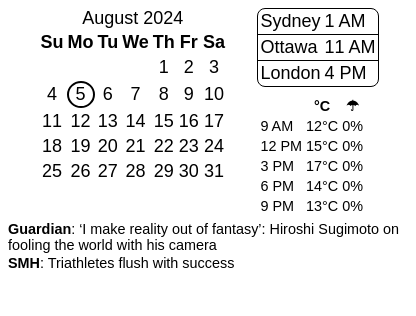 August 2024
Su Mo Tu We Th Fr Sa
1 2 3
4 5 6 7 8 9 10
11 12 13 14 15 16 17
18 19 20 21 22 23 24
25 26 27 28 29 30 31
Sydney 1 AM
Ottawa 11 AM
London 4 PM
°C ☂
9 AM 12°C 0%
12 PM 15°C 0%
3 PM 17°C 0%
6 PM 14°C 0%
9 PM 13°C 0%
Guardian: ‘I make reality out of fantasy’: Hiroshi Sugimoto on
fooling the world with his camera
SMH: Triathletes flush with success